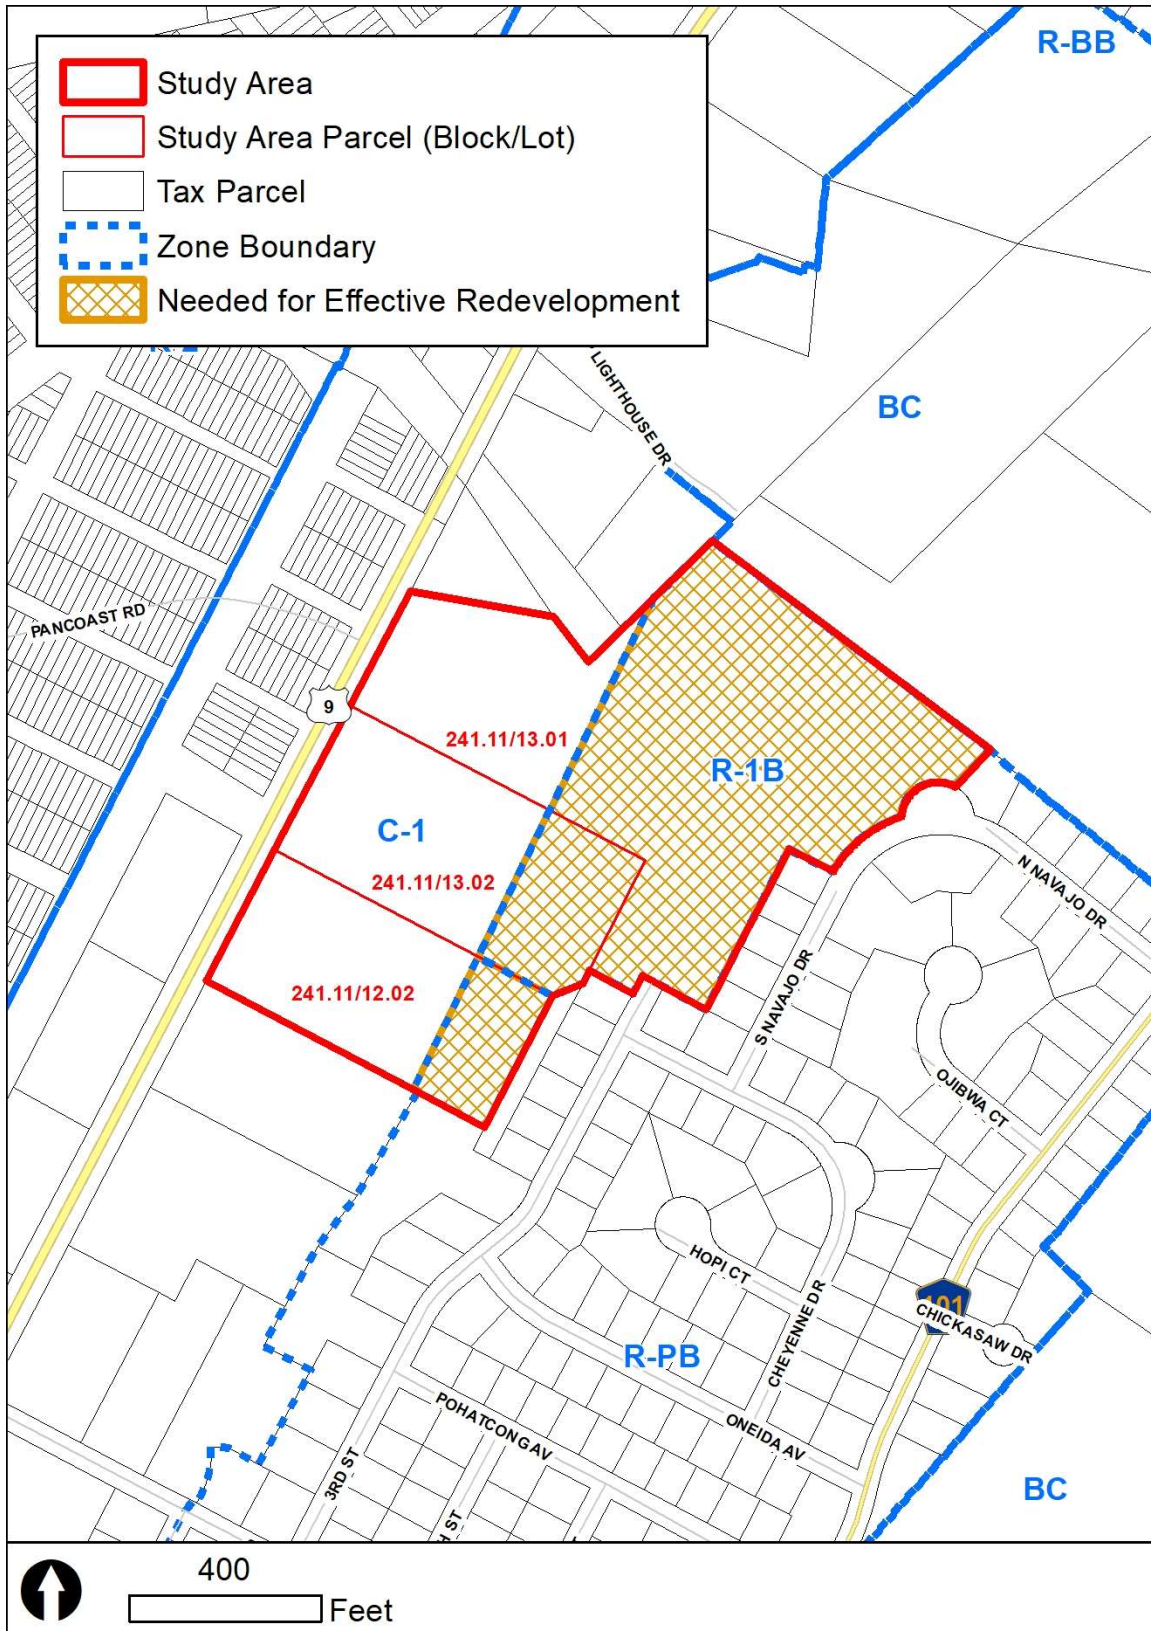 R-BB
Study Area
Study Area Parcel (Block/Lot)
Tax Parcel
Zone Boundary
Needed for Effective Redevelopment
LIGHTHOUSE DR
BC
PANCOAST RD
9
241.11/13.01
R-1B
C-1
241.11/13.02
N NAVAJO DR
241.11/12.02
S NAVAJO DR
OJIBWA CT
HOPI CT
CHEYENNE DR
CHICKASAW DR
R-PB
POHATCONG AV
ONEIDA AV
3RD ST
H ST
BC
400
Feet